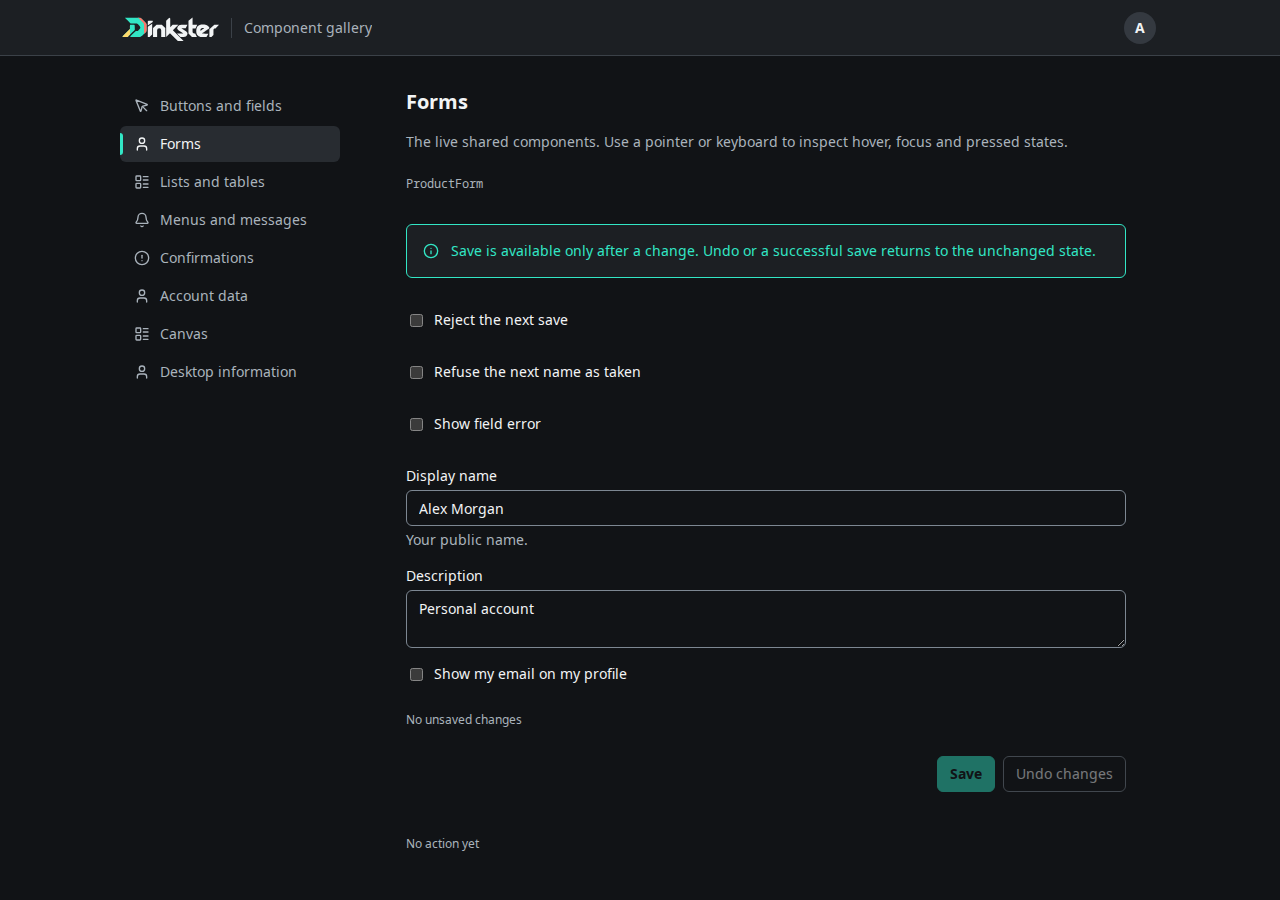 Dinkster
Component gallery
A
Buttons and fields
Forms
Lists and tables
Menus and messages
Confirmations
Account data
Canvas
Desktop information
Forms
The live shared components. Use a pointer or keyboard to inspect hover, focus and pressed states.
ProductForm
Save is available only after a change. Undo or a successful save returns to the unchanged state.
Reject the next save
Refuse the next name as taken
Show field error
Display name
Alex Morgan
Your public name.
Description
Personal account
Show my email on my profile
No unsaved changes
Save
Undo changes
No action yet